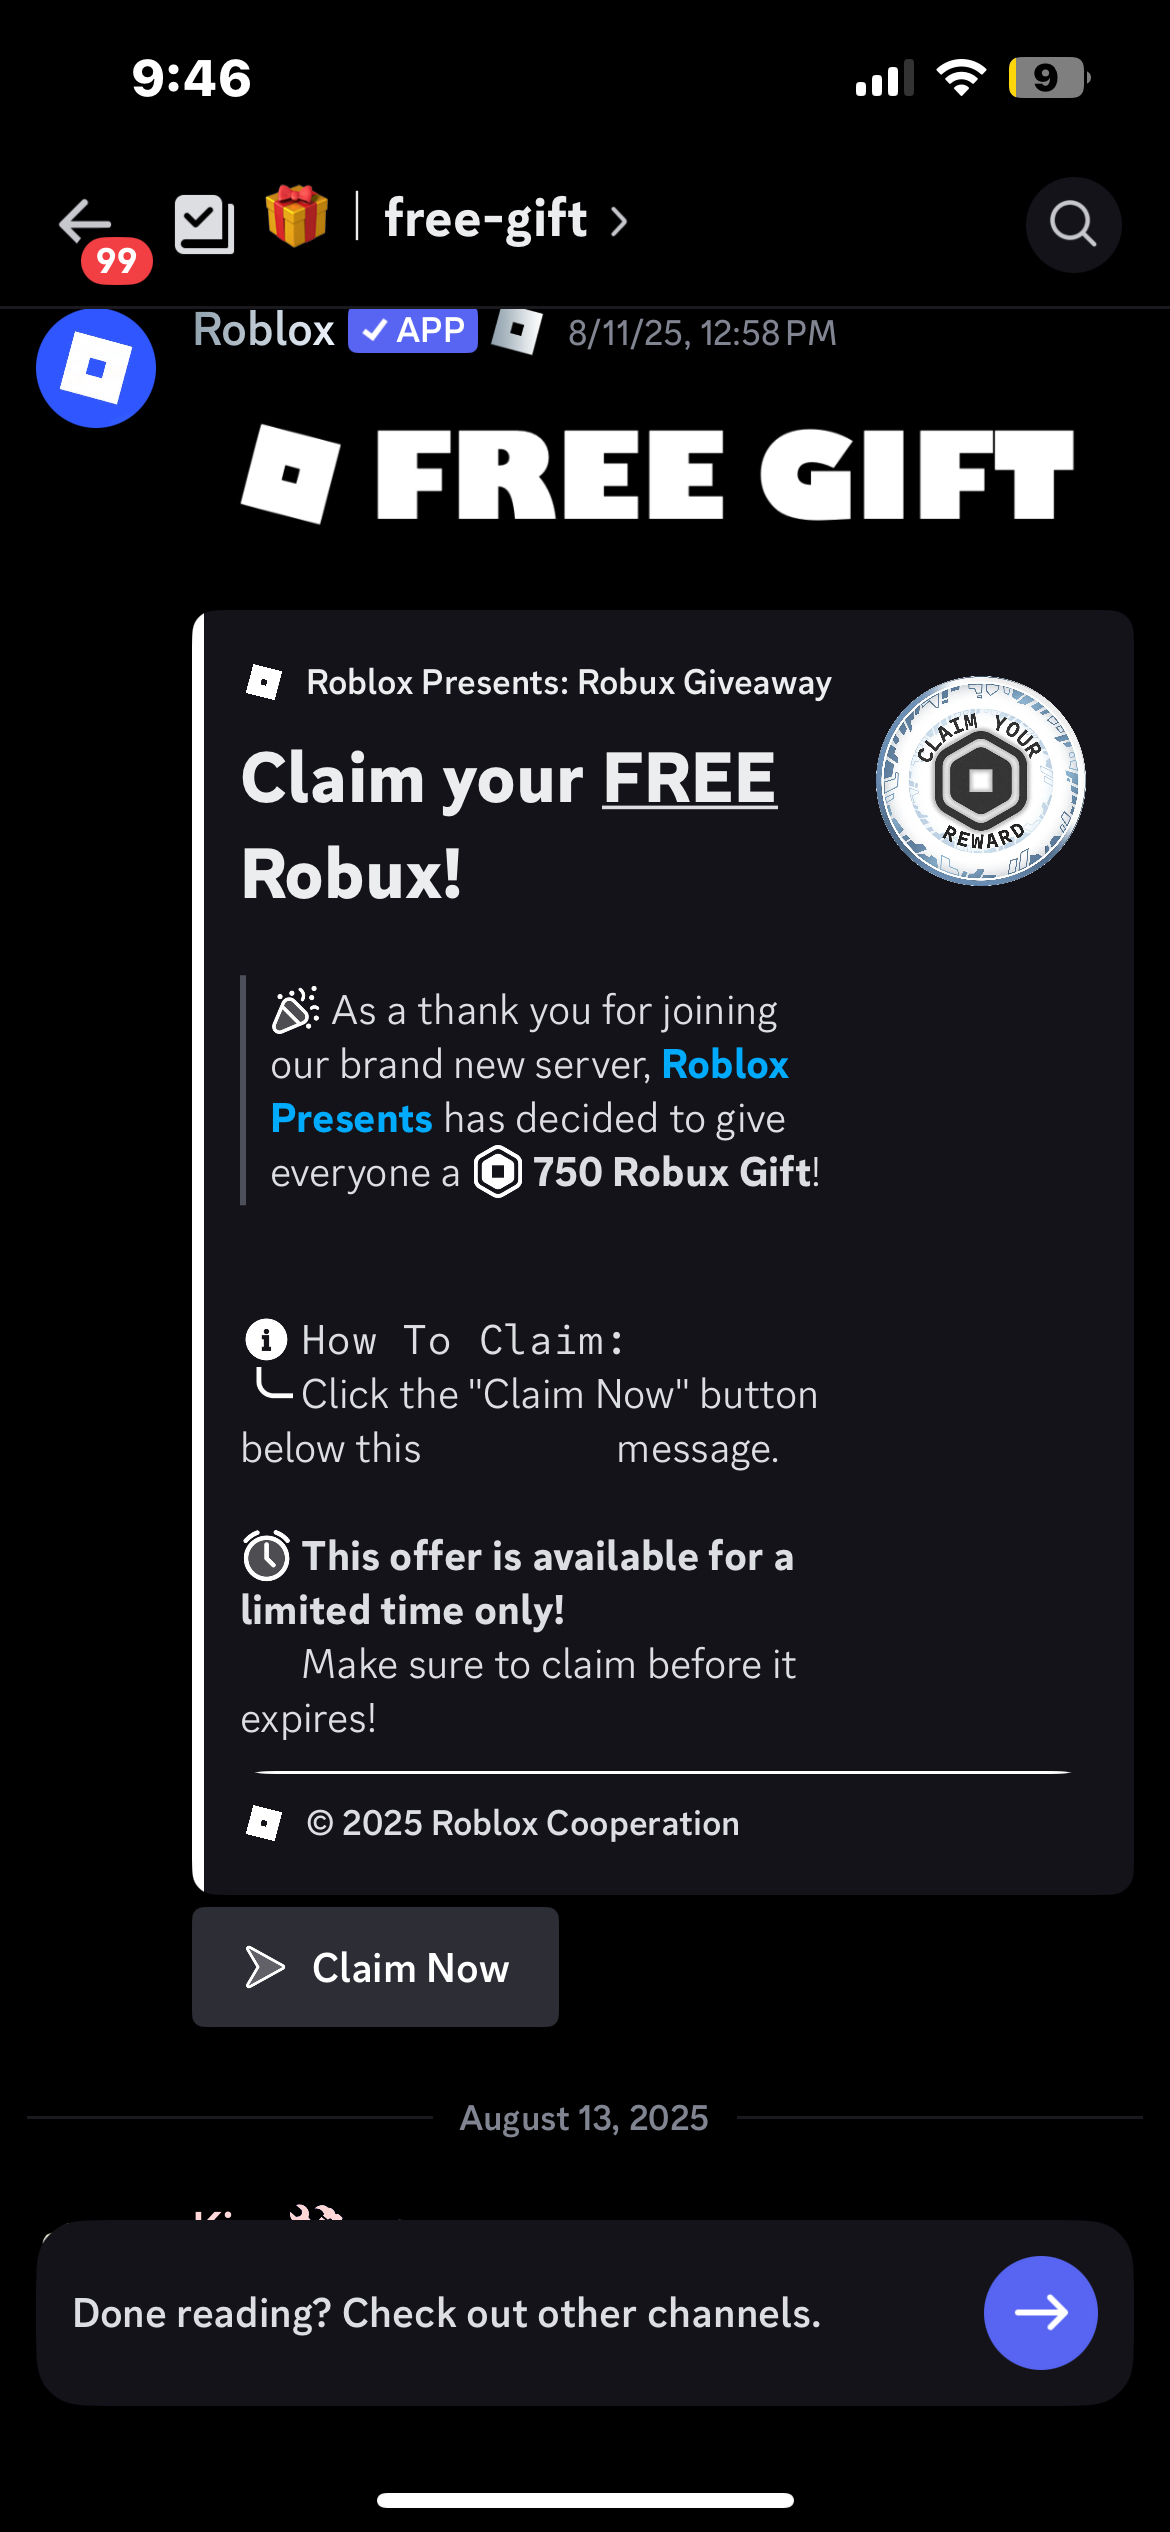 9:46
9
99
free-gift
Roblox APP 8/11/25, 12:58 PM
FREE GIFT
Roblox Presents: Robux Giveaway
CLAIM YOUR
REWARD
Claim your FREE
Robux!
As a thank you for joining
our brand new server, Roblox
Presents has decided to give
everyone a 750 Robux Gift!
How To Claim:
Click the "Claim Now" button
below this message.
This offer is available for a
limited time only!
Make sure to claim before it
expires!
© 2025 Roblox Cooperation
Claim Now
August 13, 2025
Done reading? Check out other channels.